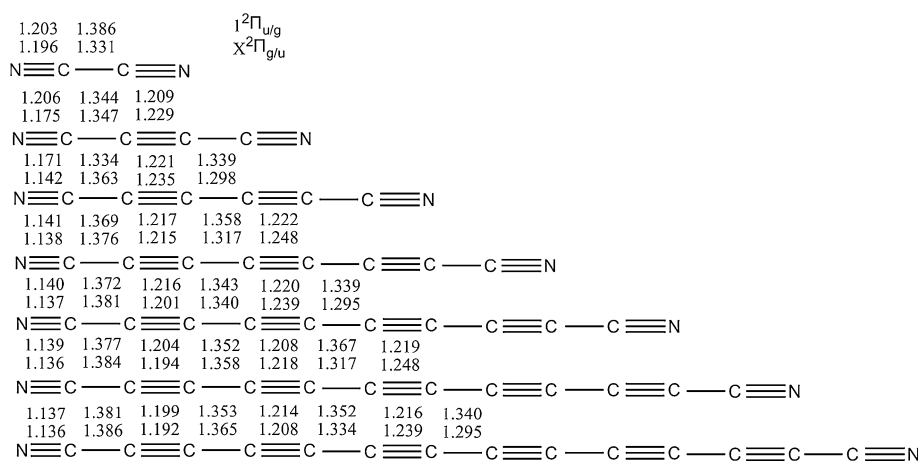 1.203 1.386 1²Πu/g
1.196 1.331 X²Πg/u
N≡C—C≡N
1.206 1.344 1.209
1.175 1.347 1.229
N≡C—C≡C—C≡N
1.171 1.334 1.221 1.339
1.142 1.363 1.235 1.298
N≡C—C≡C—C≡C—C≡N
1.141 1.369 1.217 1.358 1.222
1.138 1.376 1.215 1.317 1.248
N≡C—C≡C—C≡C—C≡C—C≡N
1.140 1.372 1.216 1.343 1.220 1.339
1.137 1.381 1.201 1.340 1.239 1.295
N≡C—C≡C—C≡C—C≡C—C≡C—C≡N
1.139 1.377 1.204 1.352 1.208 1.367 1.219
1.136 1.384 1.194 1.358 1.218 1.317 1.248
N≡C—C≡C—C≡C—C≡C—C≡C—C≡C—C≡N
1.137 1.381 1.199 1.353 1.214 1.352 1.216 1.340
1.136 1.386 1.192 1.365 1.208 1.334 1.239 1.295
N≡C—C≡C—C≡C—C≡C—C≡C—C≡C—C≡C—C≡N